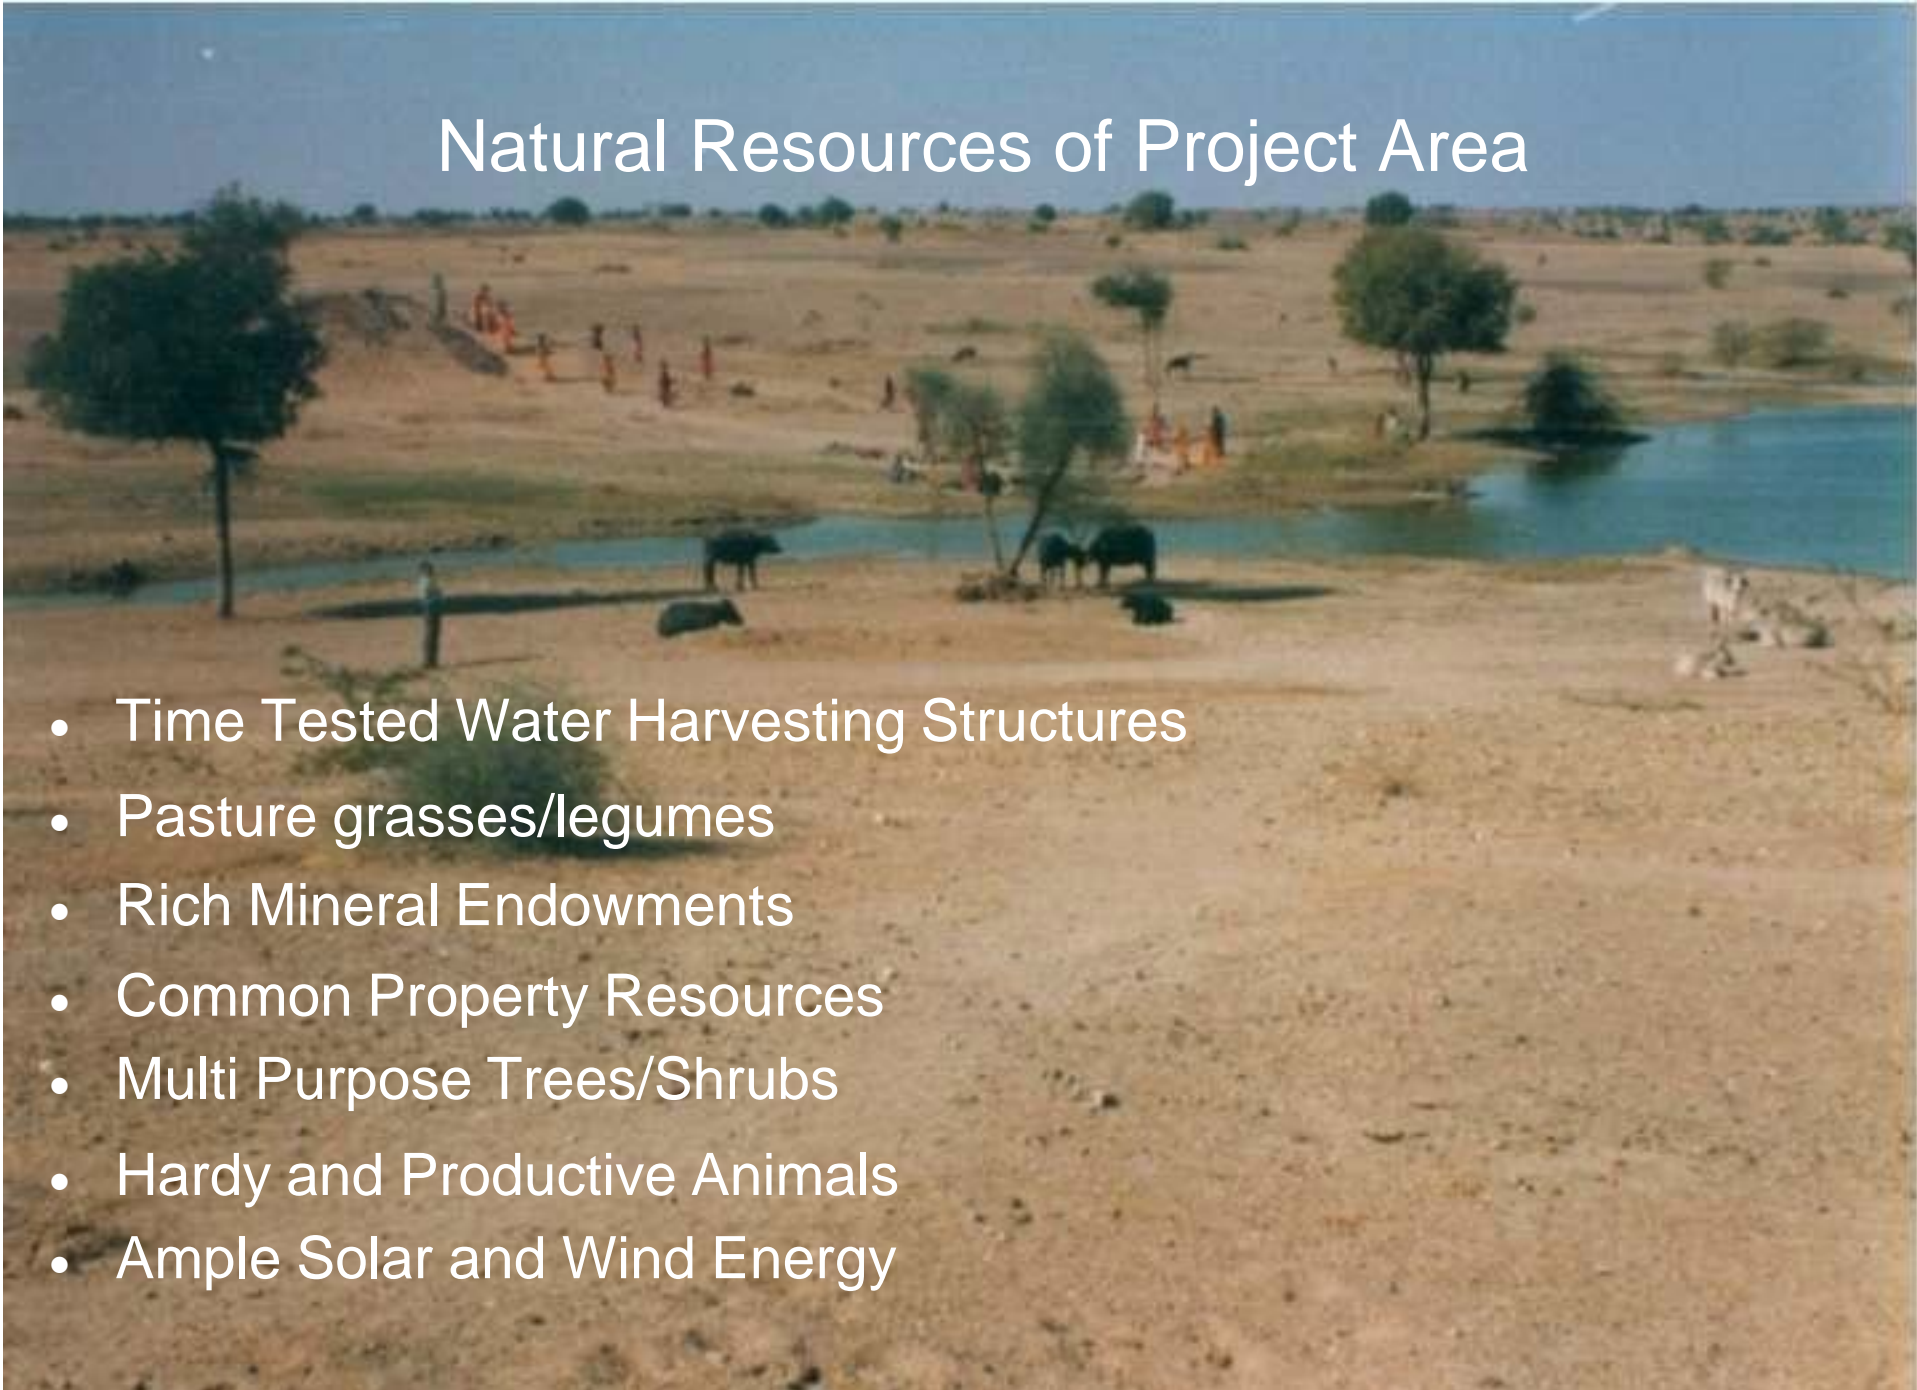 Natural Resources of Project Area
• Time Tested Water Harvesting Structures
• Pasture grasses/legumes
• Rich Mineral Endowments
• Common Property Resources
• Multi Purpose Trees/Shrubs
• Hardy and Productive Animals
• Ample Solar and Wind Energy